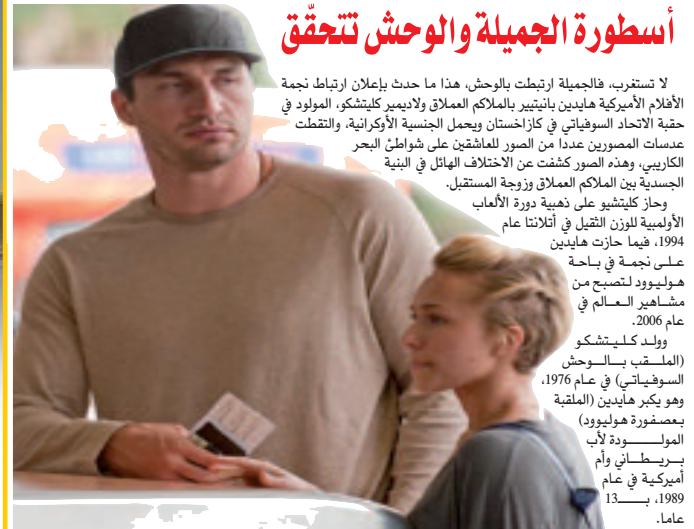 أسطورة الجميلة والوحش تتحقّق
لا تستغرب، فالجميلة ارتبطت بالوحش، هذا ما حدث بإعلان ارتباط نجمة
الأفلام الأميركية هايدين بانيتيير بالملاكم العملاق ولاديمير كليتشكو، المولود في
حقبة الاتحاد السوفياتي في كازاخستان ويحمل الجنسية الأوكرانية، والتقطت
عدسات المصورين عددا من الصور للعاشقين على شواطئ البحر
الكاريبي، وهذه الصور كشفت عن الاختلاف الهائل في البنية
الجسدية بين الملاكم العملاق وزوجة المستقبل.
وحاز كليتشيو على ذهبية دورة الألعاب
الأولمبية للوزن الثقيل في أتلانتا عام
1994، فيما حازت هايدين
على نجمة في باحة
هوليوود لتصبح من
مشاهير العالم في
عام 2006.
وولد كليتشكو
(الملقب بالوحش
السوفياتي) في عام 1976،
وهو يكبر هايدين (الملقبة
بعصفورة هوليوود)
المولودة لأب
بريطاني وأم
أميركية في عام
1989، بـ13
عاما.